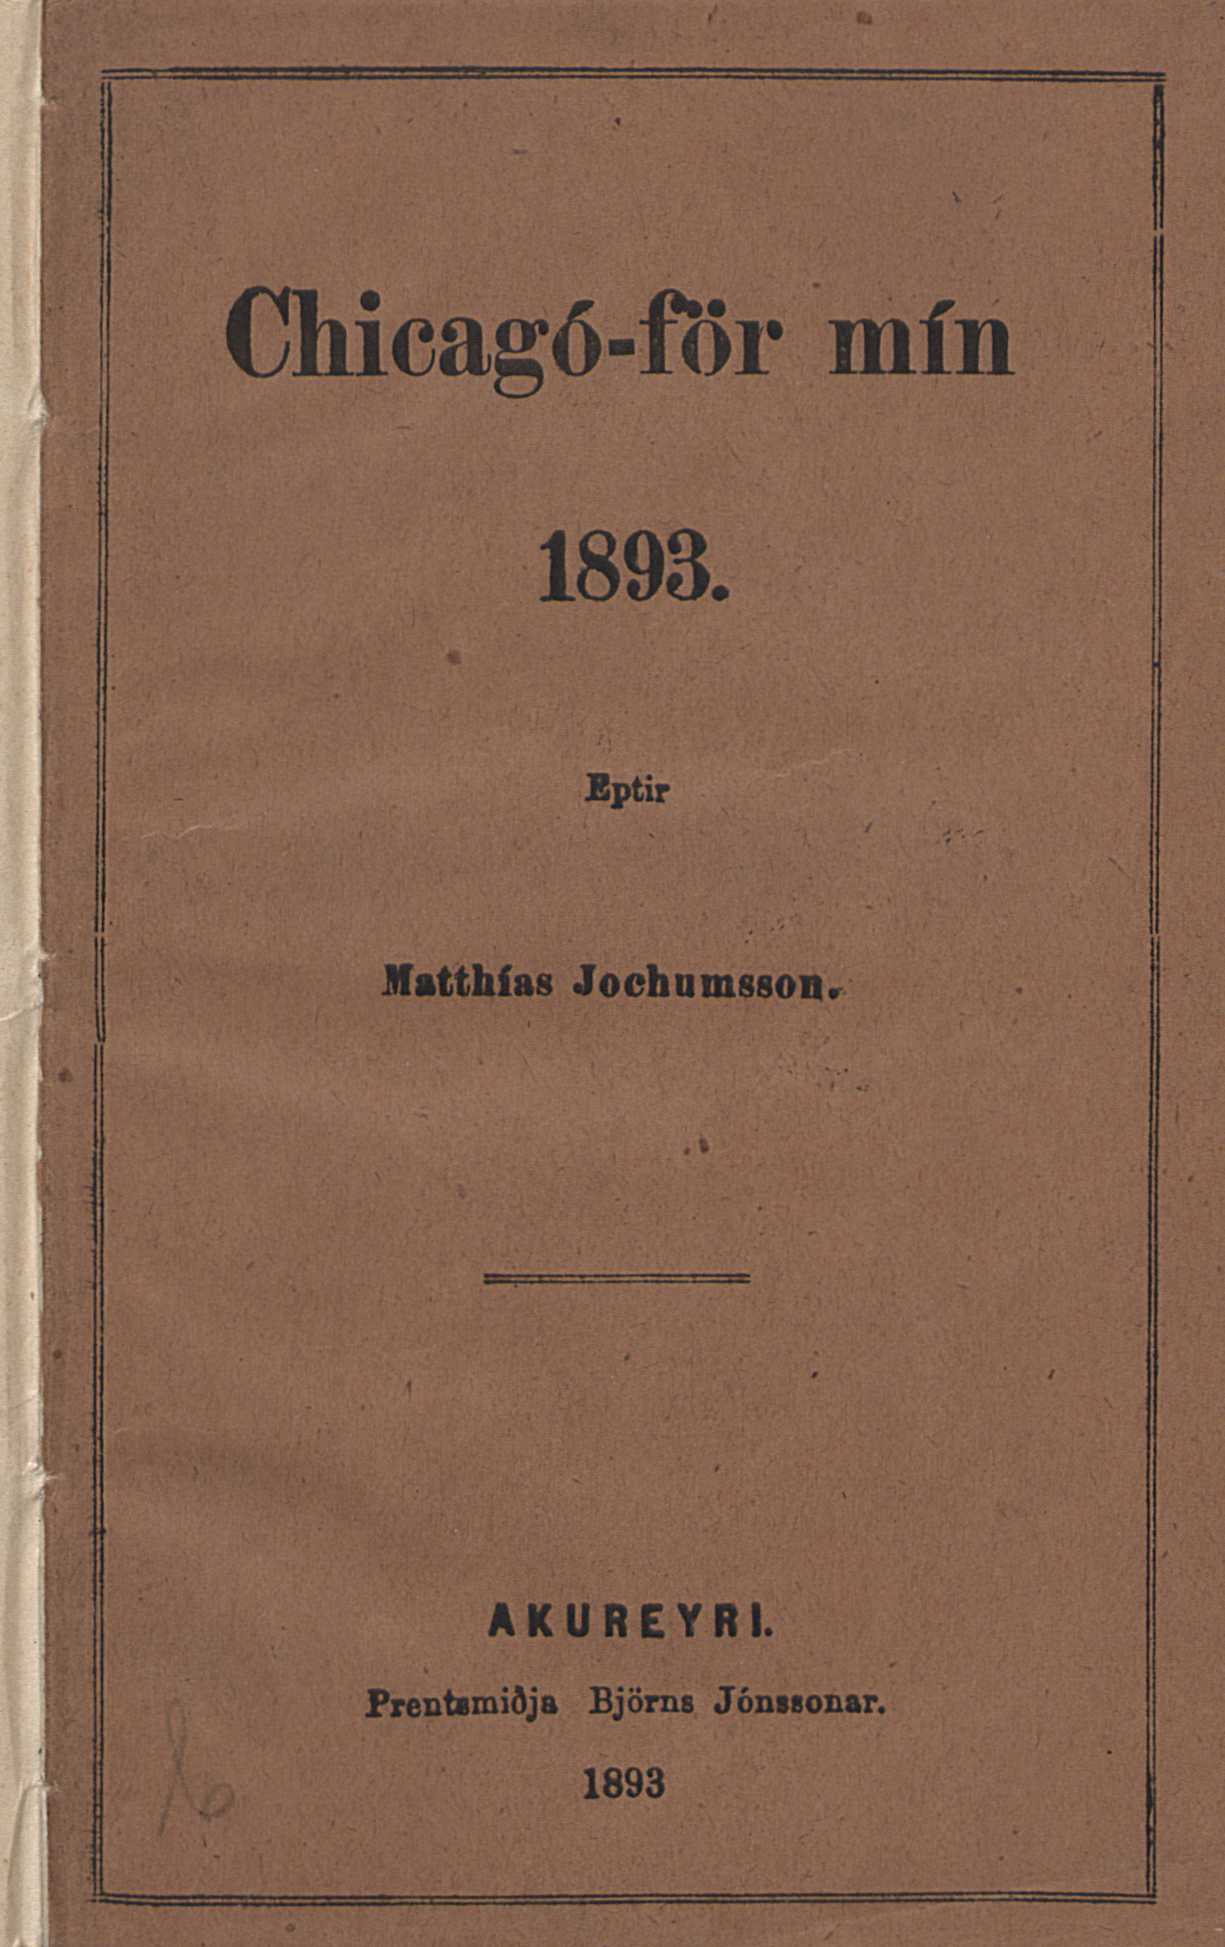 Chicagó-för mín
1893.
Eptir
Matthías Jochumsson.
AKUREYRI.
Prentsmiðja Björns Jónssonar.
1893